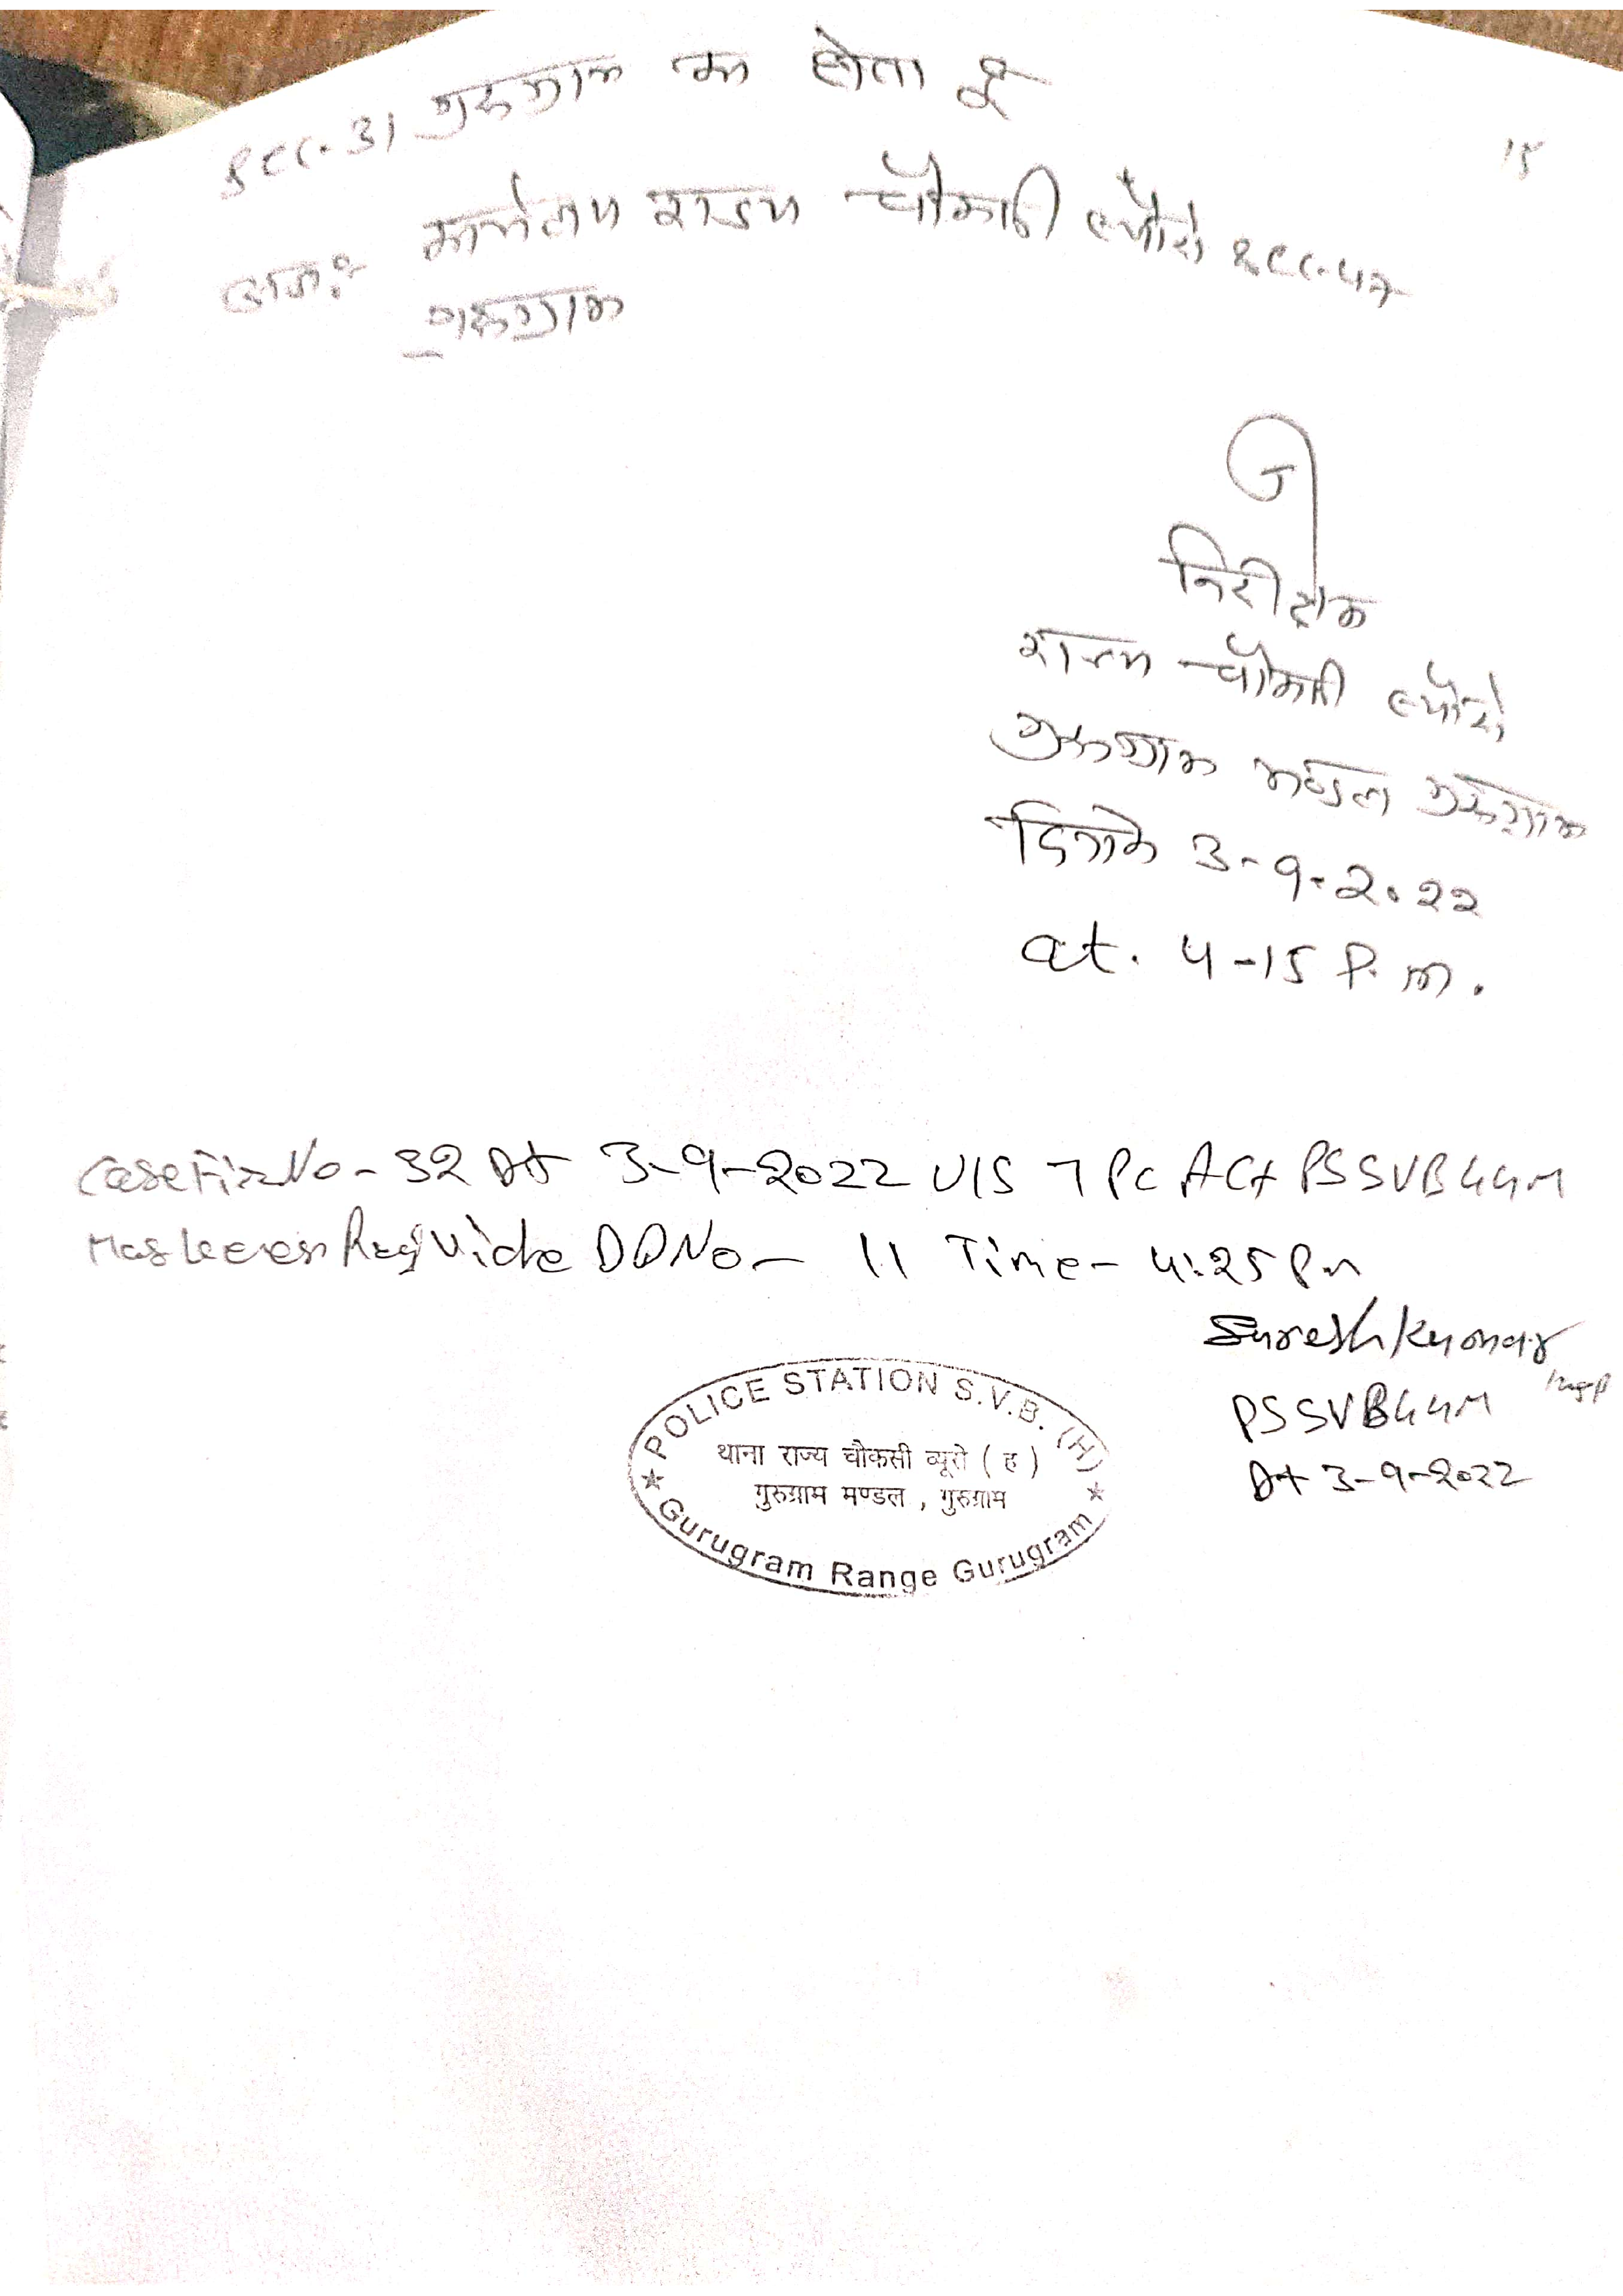 15
Sec. 31 गुरुग्राम का होता है
अज: कार्यालय राज्य चौकसी ब्यूरो Sec. 47
गुरुग्राम
निरीक्षक
राज्य चौकसी ब्यूरो
गुरुग्राम मण्डल गुरुग्राम
दिनांक 3-9-2022
at. 4-15 P.m.
Case Fir No- 32 Dt 3-9-2022 U/S 7 PC Act PS SVB GGM
Has been Reg Vide DD No- 11 Time- 4:25 Pm
Suresh Kumar
Insp
PS SVB GGM
Dt 3-9-2022
POLICE STATION S.V.B. (H)
थाना राज्य चौकसी ब्यूरो ( ह )
गुरुग्राम मण्डल , गुरुग्राम
Gurugram Range Gurugram